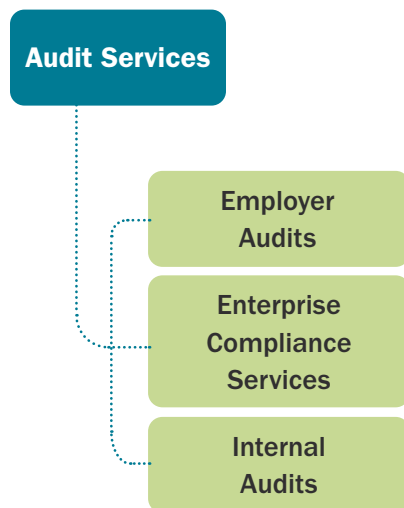 Audit Services
Employer
Audits
Enterprise
Compliance
Services
Internal
Audits